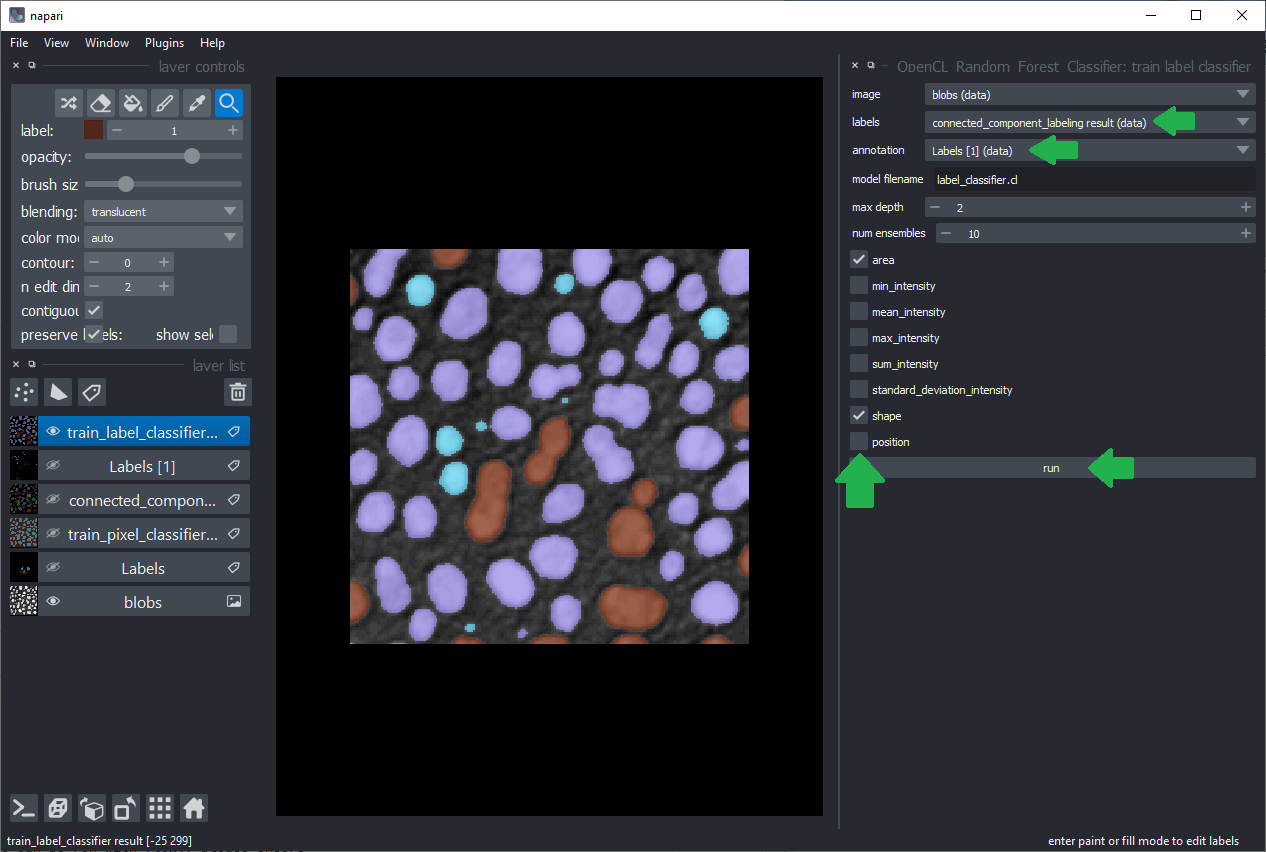 napari
File View Window Plugins Help
layer controls
label: 1
opacity:
brush siz
blending: translucent
color mo auto
contour: 0
n edit din 2
contiguou
preserve l els: show sel
layer list
train_label_classifier...
Labels [1]
connected_compon...
train_pixel_classifier...
Labels
blobs
train_label_classifier result [-25 299]
OpenCL Random Forest Classifier: train label classifier
image blobs (data)
labels connected_component_labeling result (data)
annotation Labels [1] (data)
model filename label_classifier.cl
max depth 2
num ensembles 10
area
min_intensity
mean_intensity
max_intensity
sum_intensity
standard_deviation_intensity
shape
position
run
enter paint or fill mode to edit labels